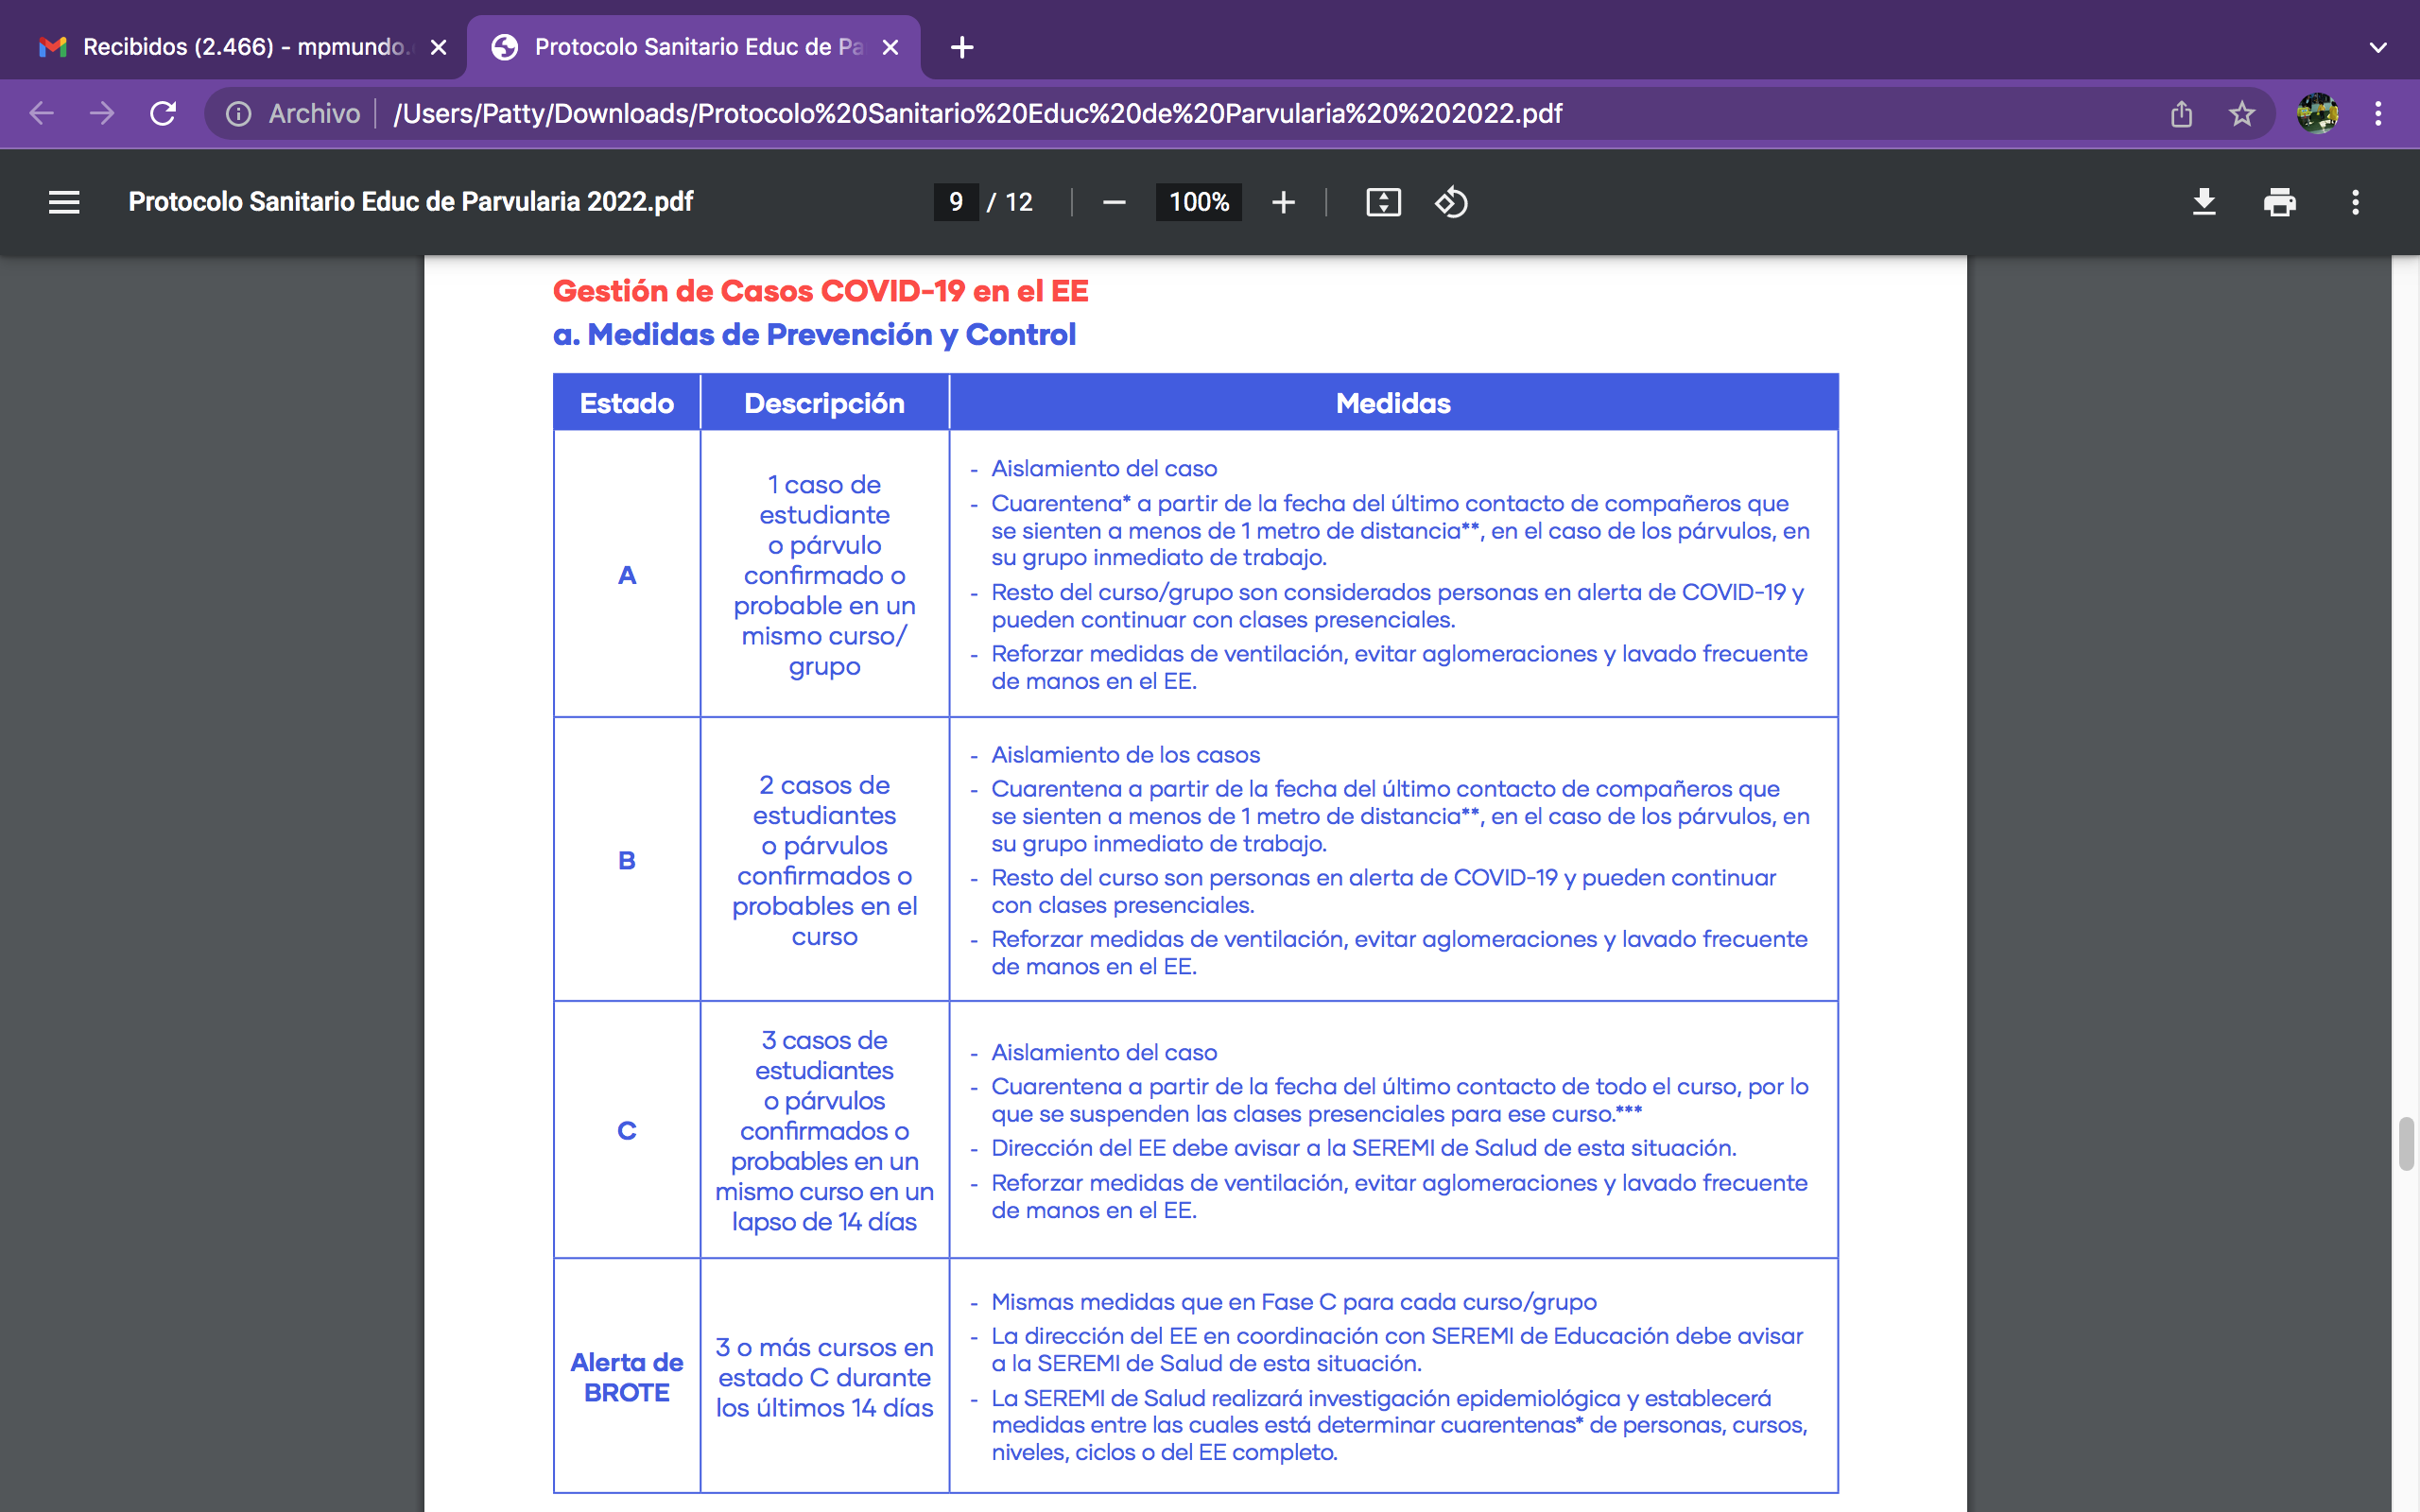 Recibidos (2.466) - mpmundo.
Protocolo Sanitario Educ de Pa
Archivo
/Users/Patty/Downloads/Protocolo%20Sanitario%20Educ%20de%20Parvularia%20%202022.pdf
Protocolo Sanitario Educ de Parvularia 2022.pdf
9 / 12
100%
Gestión de Casos COVID-19 en el EE
a. Medidas de Prevención y Control
Estado
Descripción
Medidas
A
1 caso de
estudiante
o párvulo
confirmado o
probable en un
mismo curso/
grupo
- Aislamiento del caso
- Cuarentena* a partir de la fecha del último contacto de compañeros que
se sienten a menos de 1 metro de distancia**, en el caso de los párvulos, en
su grupo inmediato de trabajo.
- Resto del curso/grupo son considerados personas en alerta de COVID-19 y
pueden continuar con clases presenciales.
- Reforzar medidas de ventilación, evitar aglomeraciones y lavado frecuente
de manos en el EE.
B
2 casos de
estudiantes
o párvulos
confirmados o
probables en el
curso
- Aislamiento de los casos
- Cuarentena a partir de la fecha del último contacto de compañeros que
se sienten a menos de 1 metro de distancia**, en el caso de los párvulos, en
su grupo inmediato de trabajo.
- Resto del curso son personas en alerta de COVID-19 y pueden continuar
con clases presenciales.
- Reforzar medidas de ventilación, evitar aglomeraciones y lavado frecuente
de manos en el EE.
C
3 casos de
estudiantes
o párvulos
confirmados o
probables en un
mismo curso en un
lapso de 14 días
- Aislamiento del caso
- Cuarentena a partir de la fecha del último contacto de todo el curso, por lo
que se suspenden las clases presenciales para ese curso.***
- Dirección del EE debe avisar a la SEREMI de Salud de esta situación.
- Reforzar medidas de ventilación, evitar aglomeraciones y lavado frecuente
de manos en el EE.
Alerta de
BROTE
3 o más cursos en
estado C durante
los últimos 14 días
- Mismas medidas que en Fase C para cada curso/grupo
- La dirección del EE en coordinación con SEREMI de Educación debe avisar
a la SEREMI de Salud de esta situación.
- La SEREMI de Salud realizará investigación epidemiológica y establecerá
medidas entre las cuales está determinar cuarentenas* de personas, cursos,
niveles, ciclos o del EE completo.